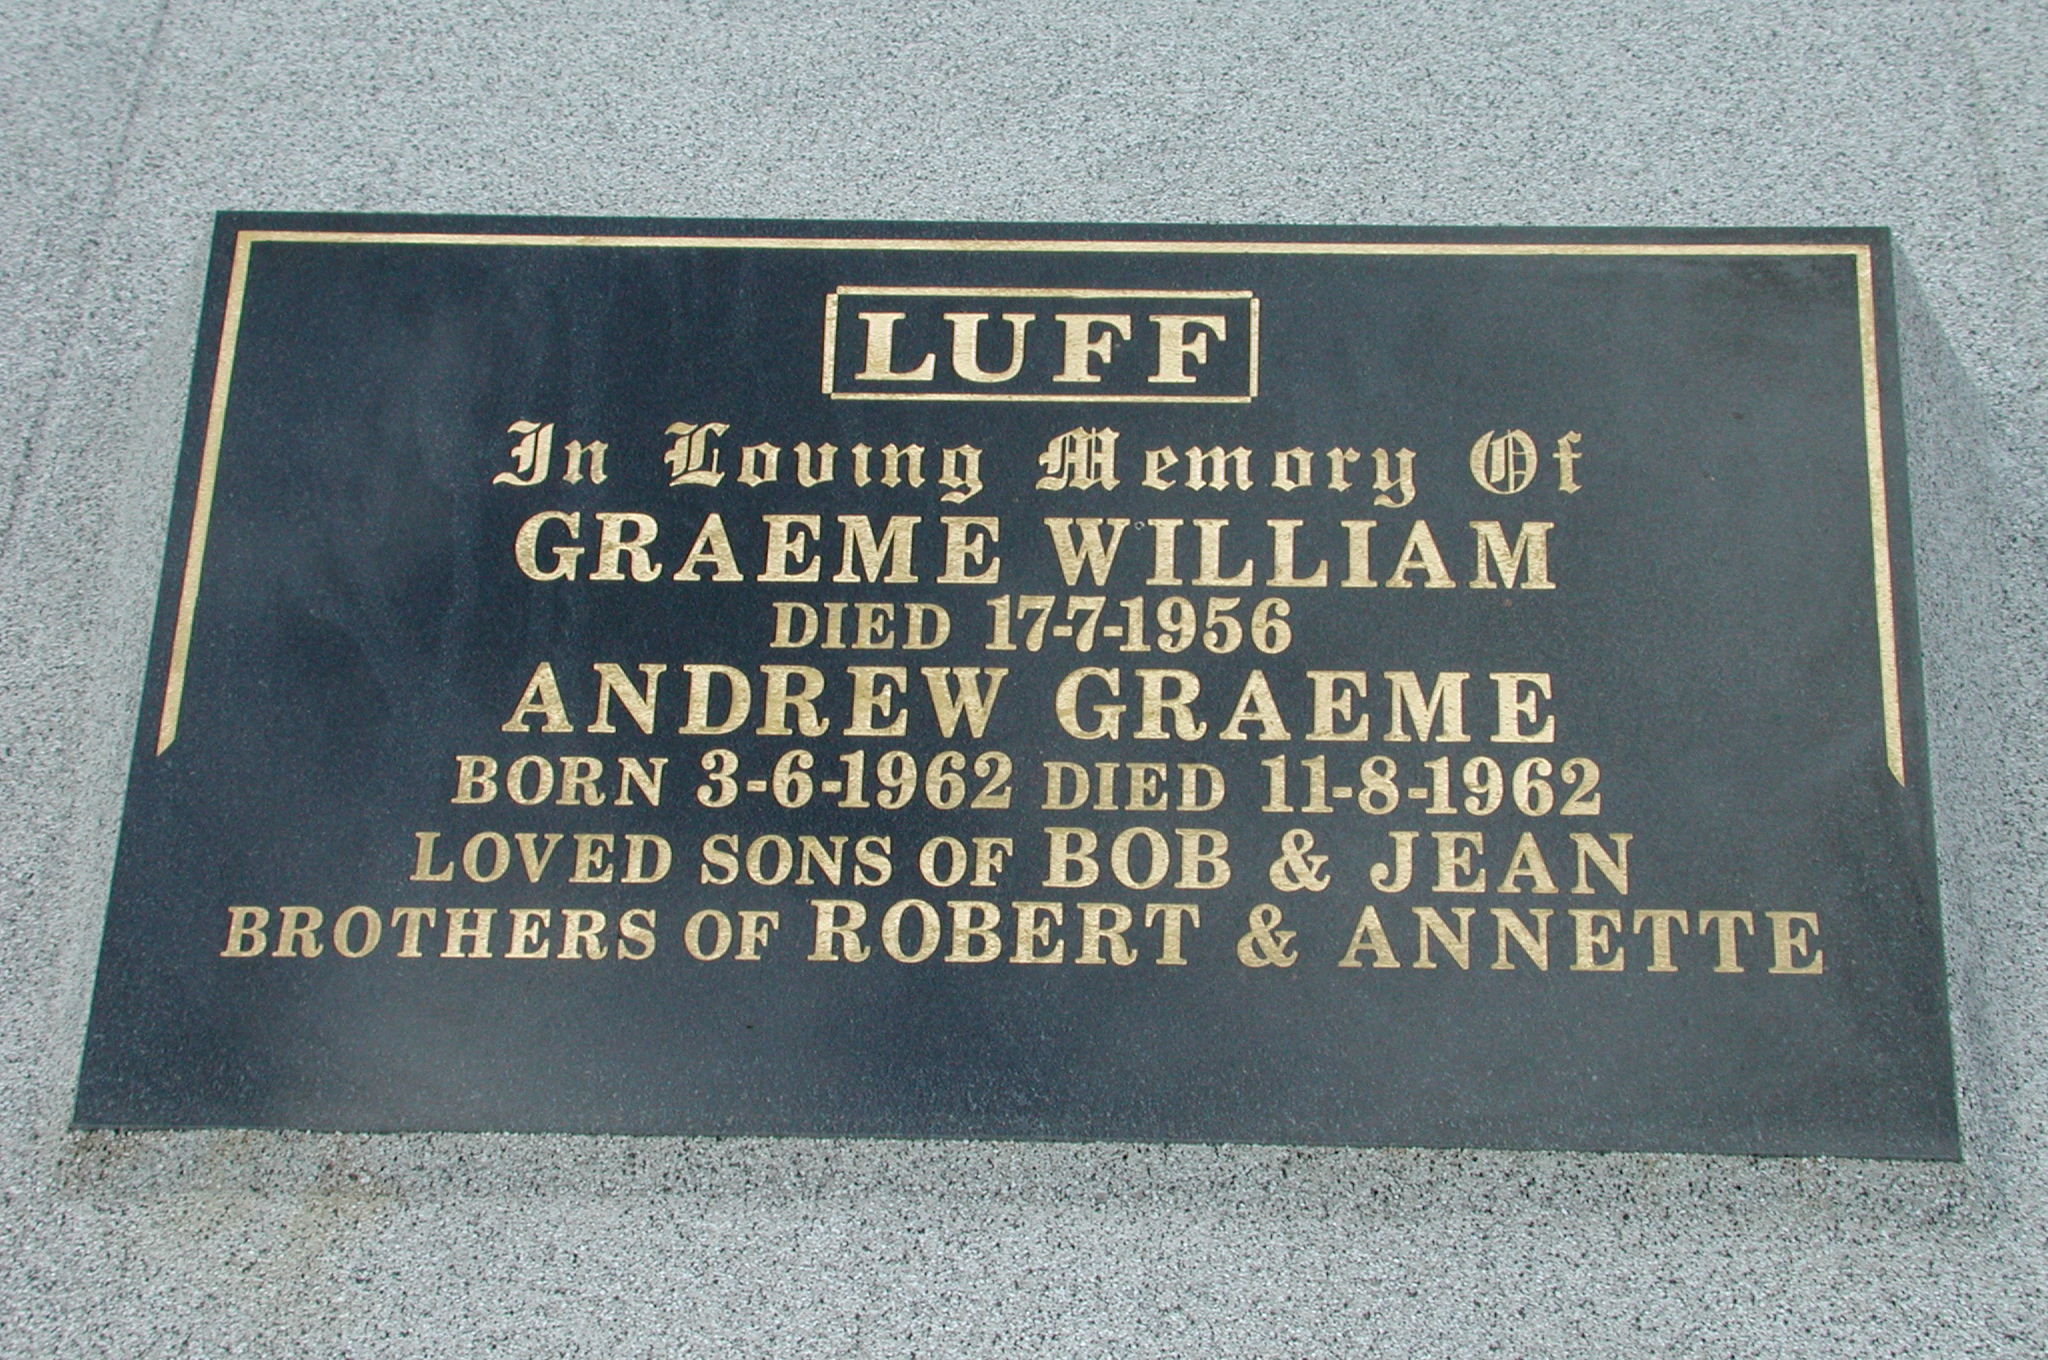 LUFF
In Loving Memory Of
GRAEME WILLIAM
DIED 17-7-1956
ANDREW GRAEME
BORN 3-6-1962 DIED 11-8-1962
LOVED SONS OF BOB & JEAN
BROTHERS OF ROBERT & ANNETTE